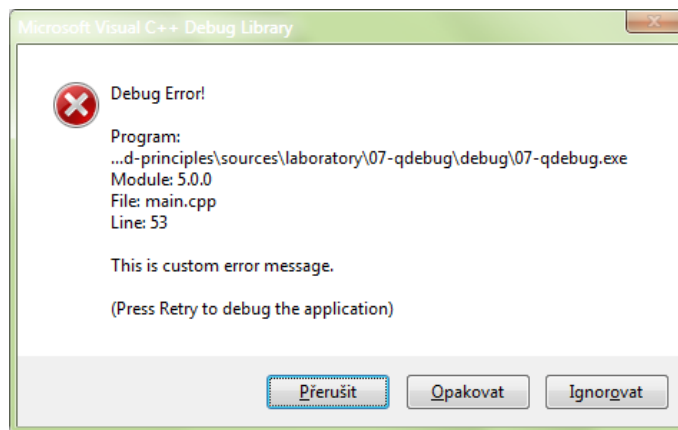 Microsoft Visual C++ Debug Library
Debug Error!
Program:
...d-principles\sources\laboratory\07-qdebug\debug\07-qdebug.exe
Module: 5.0.0
File: main.cpp
Line: 53
This is custom error message.
(Press Retry to debug the application)
Přerušit
Opakovat
Ignorovat